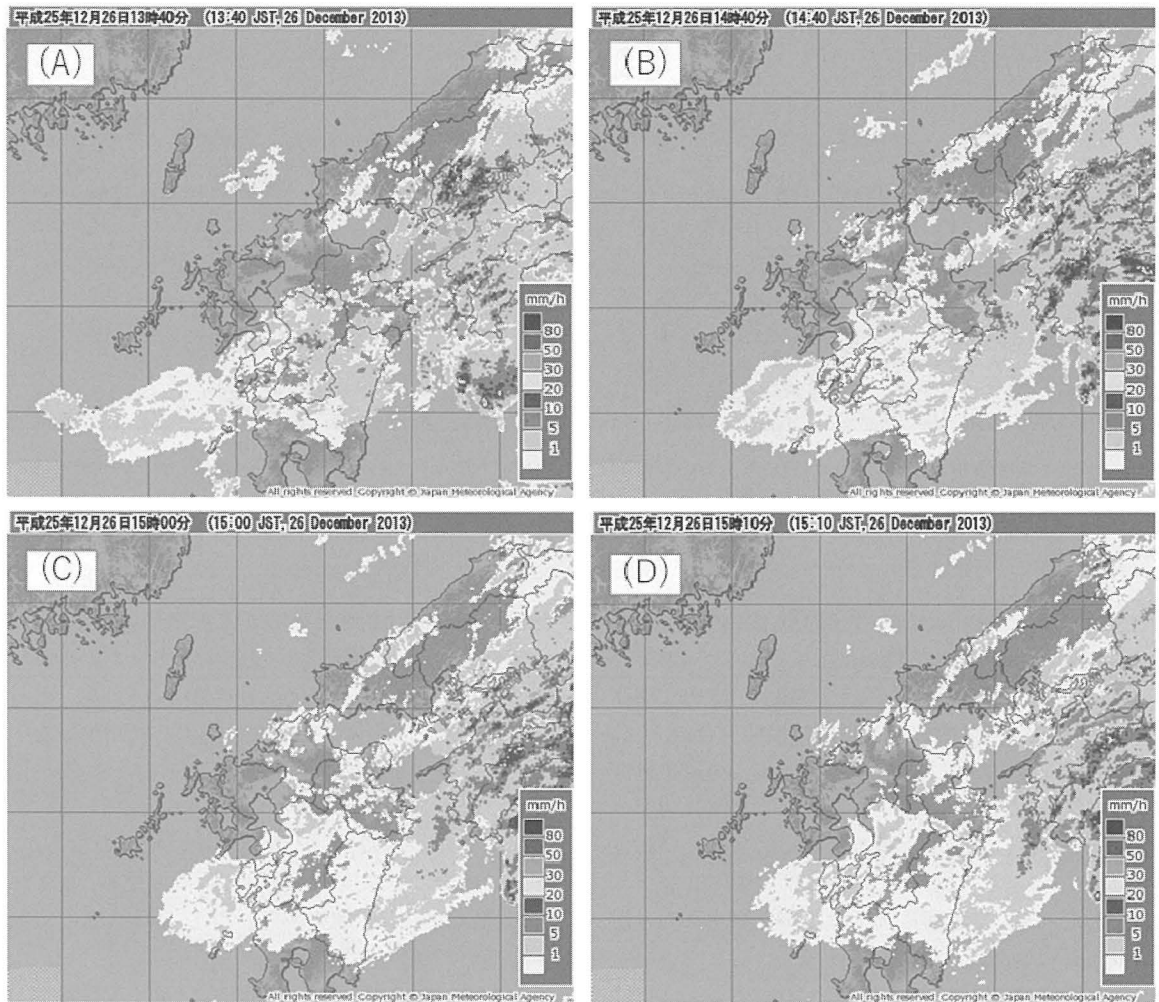 平成25年12月26日13時40分 (13:40 JST, 26 December 2013)
(A)
mm/h
80
50
30
20
10
5
1
All rights reserved Copyright © Japan Meteorological Agency
平成25年12月26日14時40分 (14:40 JST, 26 December 2013)
(B)
mm/h
80
50
30
20
10
5
1
All rights reserved Copyright © Japan Meteorological Agency
平成25年12月26日15時00分 (15:00 JST, 26 December 2013)
(C)
mm/h
80
50
30
20
10
5
1
All rights reserved Copyright © Japan Meteorological Agency
平成25年12月26日15時10分 (15:10 JST, 26 December 2013)
(D)
mm/h
80
50
30
20
10
5
1
All rights reserved Copyright © Japan Meteorological Agency